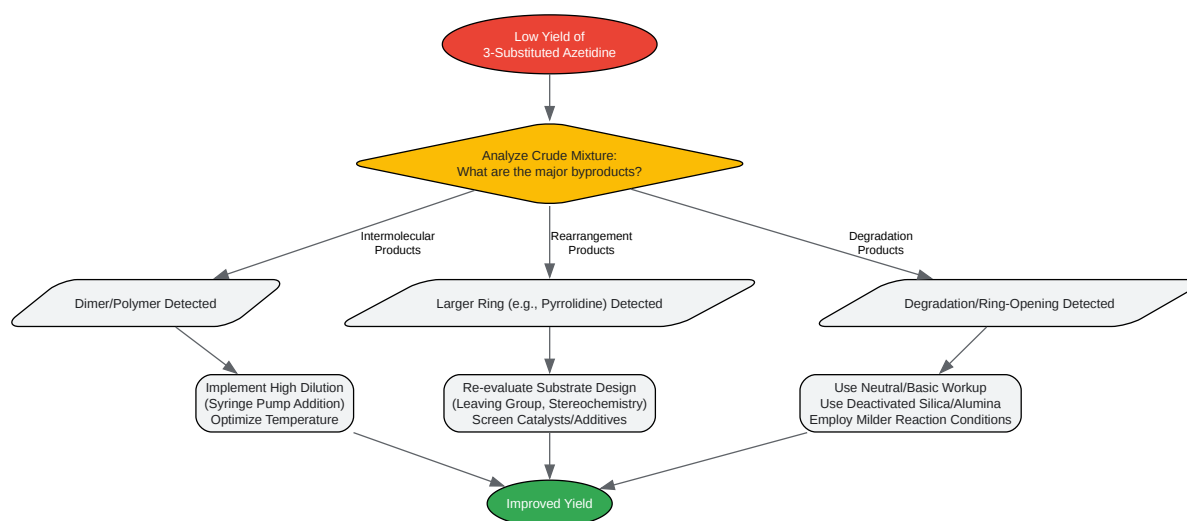 Low Yield of
3-Substituted Azetidine
Analyze Crude Mixture:
What are the major byproducts?
Intermolecular
Products
Rearrangement
Products
Degradation
Products
Dimer/Polymer Detected
Larger Ring (e.g., Pyrrolidine) Detected
Degradation/Ring-Opening Detected
Implement High Dilution
(Syringe Pump Addition)
Optimize Temperature
Re-evaluate Substrate Design
(Leaving Group, Stereochemistry)
Screen Catalysts/Additives
Use Neutral/Basic Workup
Use Deactivated Silica/Alumina
Employ Milder Reaction Conditions
Improved Yield